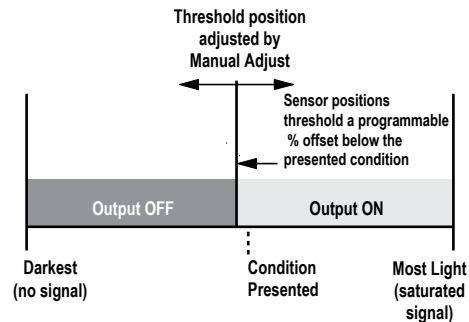 Threshold position
adjusted by
Manual Adjust
Sensor positions
threshold a programmable
% offset below the
presented condition
Output OFF
Output ON
Darkest
(no signal)
Condition
Presented
Most Light
(saturated
signal)